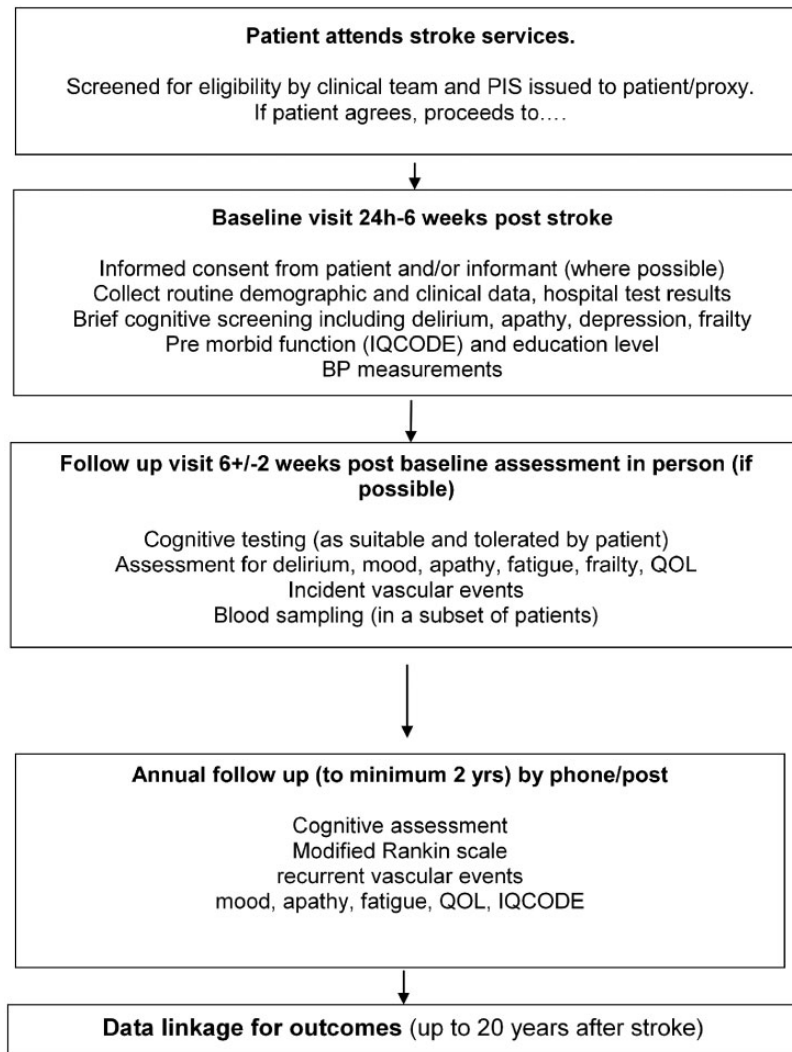 Patient attends stroke services.
Screened for eligibility by clinical team and PIS issued to patient/proxy.
If patient agrees, proceeds to….
Baseline visit 24h-6 weeks post stroke
Informed consent from patient and/or informant (where possible)
Collect routine demographic and clinical data, hospital test results
Brief cognitive screening including delirium, apathy, depression, frailty
Pre morbid function (IQCODE) and education level
BP measurements
Follow up visit 6+/-2 weeks post baseline assessment in person (if
possible)
Cognitive testing (as suitable and tolerated by patient)
Assessment for delirium, mood, apathy, fatigue, frailty, QOL
Incident vascular events
Blood sampling (in a subset of patients)
Annual follow up (to minimum 2 yrs) by phone/post
Cognitive assessment
Modified Rankin scale
recurrent vascular events
mood, apathy, fatigue, QOL, IQCODE
Data linkage for outcomes (up to 20 years after stroke)